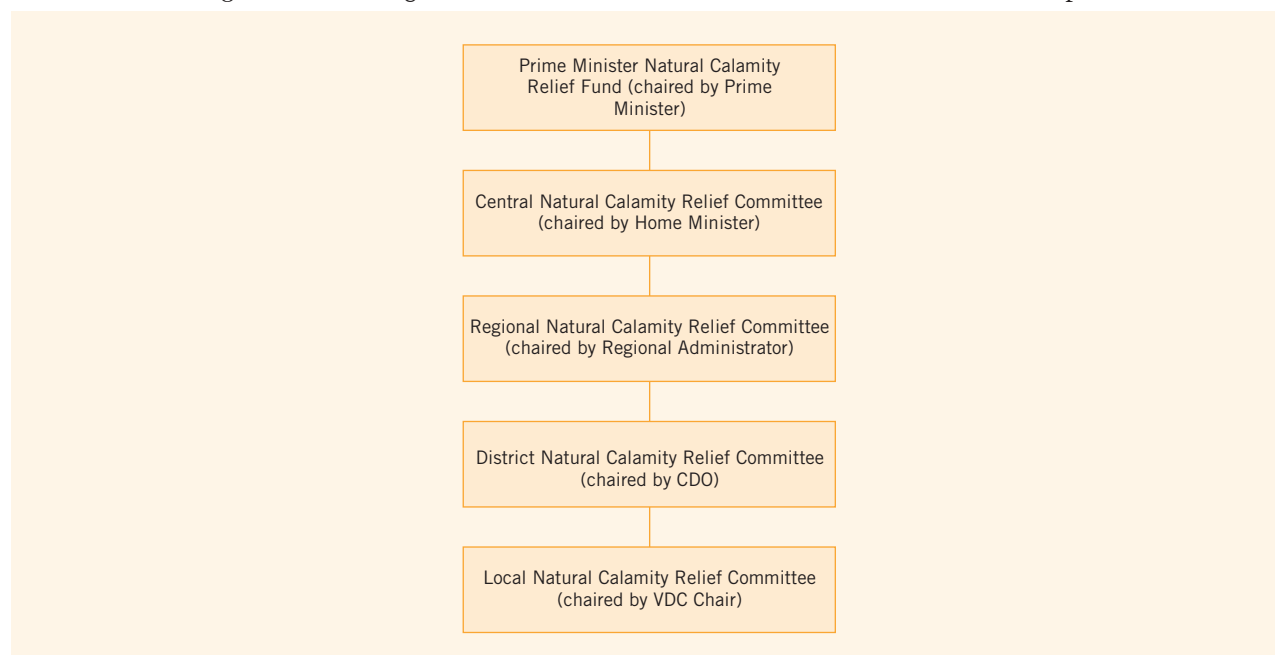 Prime Minister Natural Calamity
Relief Fund (chaired by Prime
Minister)
Central Natural Calamity Relief Committee
(chaired by Home Minister)
Regional Natural Calamity Relief Committee
(chaired by Regional Administrator)
District Natural Calamity Relief Committee
(chaired by CDO)
Local Natural Calamity Relief Committee
(chaired by VDC Chair)